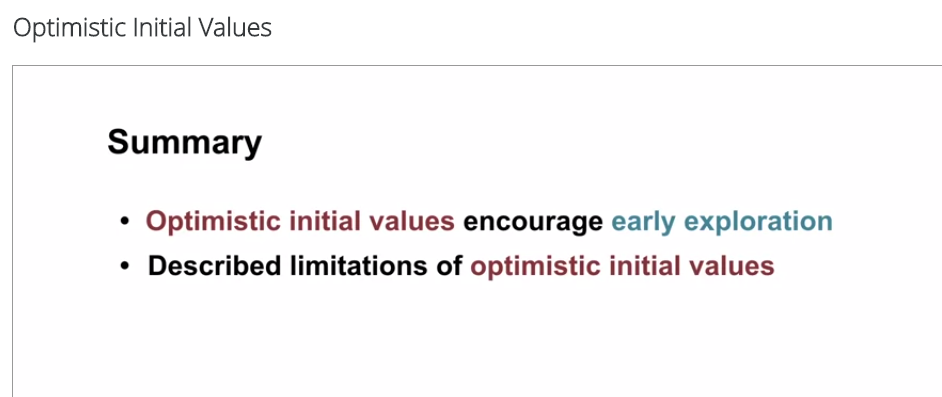 Optimistic Initial Values
Summary
• Optimistic initial values encourage early exploration
• Described limitations of optimistic initial values